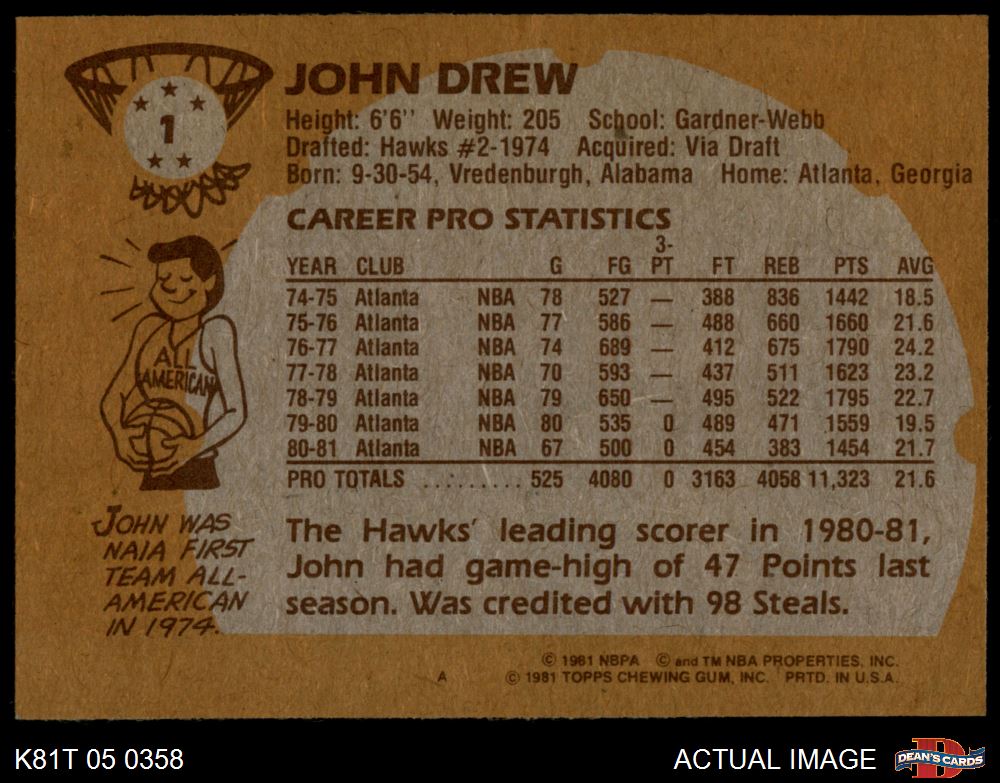 1
JOHN DREW
Height: 6'6'' Weight: 205 School: Gardner-Webb
Drafted: Hawks #2-1974 Acquired: Via Draft
Born: 9-30-54, Vredenburgh, Alabama Home: Atlanta, Georgia
CAREER PRO STATISTICS
YEAR CLUB G FG 3-PT FT REB PTS AVG
74-75 Atlanta NBA 78 527 — 388 836 1442 18.5
75-76 Atlanta NBA 77 586 — 488 660 1660 21.6
76-77 Atlanta NBA 74 689 — 412 675 1790 24.2
77-78 Atlanta NBA 70 593 — 437 511 1623 23.2
78-79 Atlanta NBA 79 650 — 495 522 1795 22.7
79-80 Atlanta NBA 80 535 0 489 471 1559 19.5
80-81 Atlanta NBA 67 500 0 454 383 1454 21.7
PRO TOTALS ......... 525 4080 0 3163 4058 11,323 21.6
ALL
AMERICAN
JOHN WAS
NAIA FIRST
TEAM ALL-
AMERICAN
IN 1974.
The Hawks' leading scorer in 1980-81,
John had game-high of 47 Points last
season. Was credited with 98 Steals.
© 1981 NBPA © and TM NBA PROPERTIES, INC.
A © 1981 TOPPS CHEWING GUM, INC. PRTD. IN U.S.A.
K81T 05 0358 ACTUAL IMAGE
D
DEAN'S CARDS